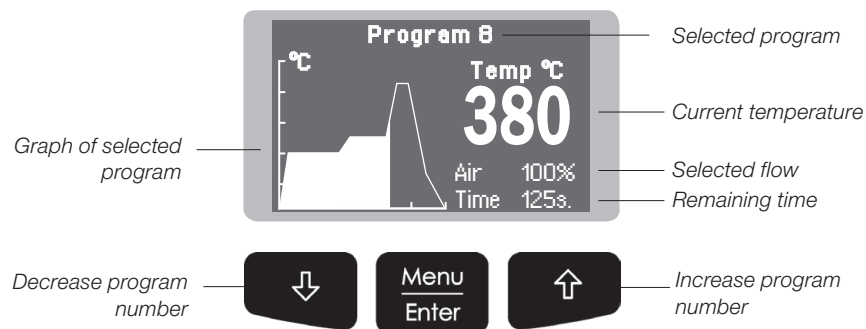 Program 8
Selected program
°C
Temp °C
380
Current temperature
Graph of selected
program
Air 100%
Selected flow
Time 125s.
Remaining time
Decrease program
number
Menu
Enter
Increase program
number